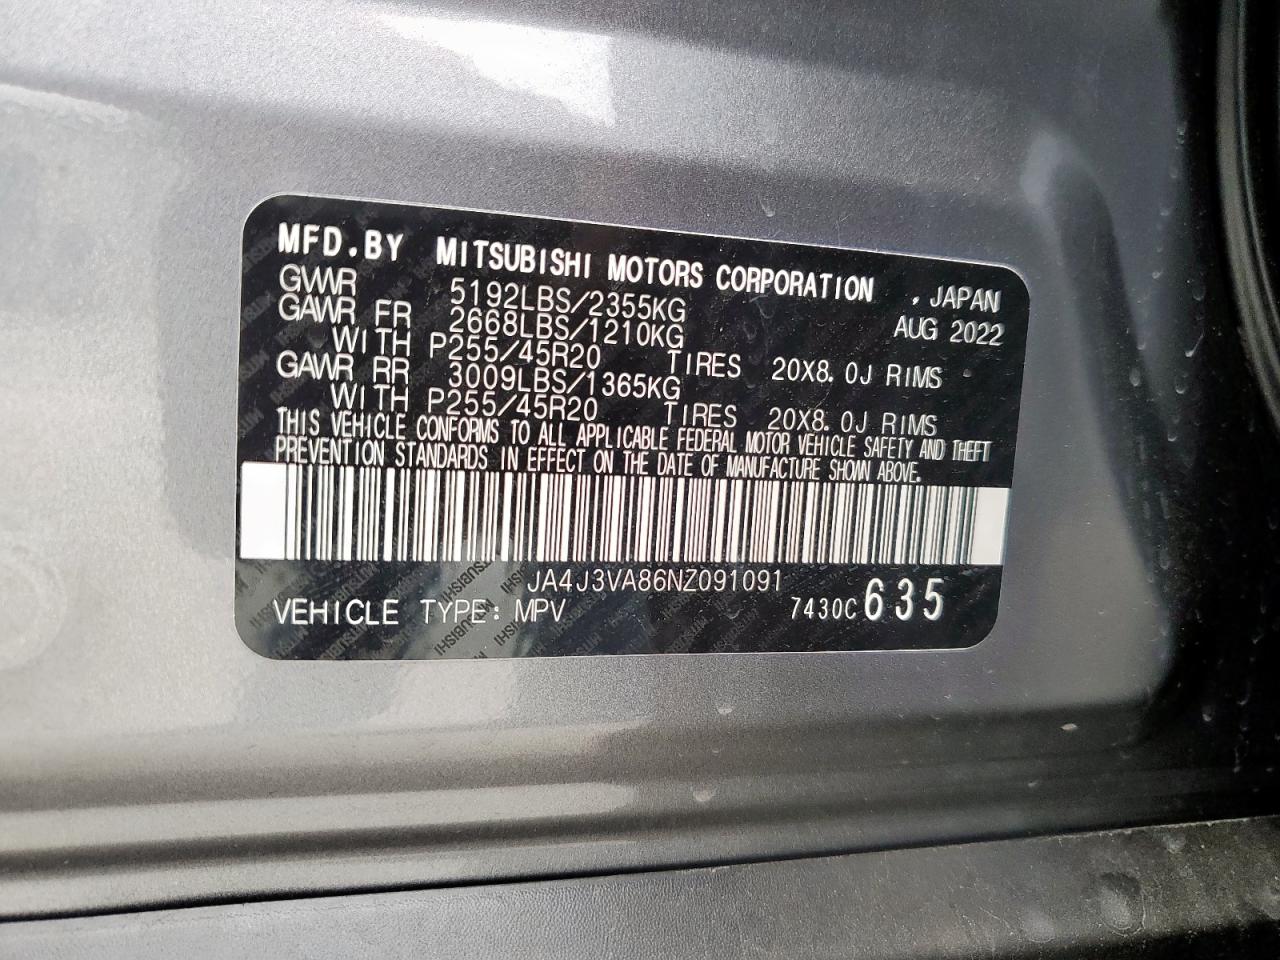 MFD.BY MITSUBISHI MOTORS CORPORATION , JAPAN
GVWR 5192LBS/2355KG AUG 2022
GAWR FR 2668LBS/1210KG
WITH P255/45R20 TIRES 20X8.0J RIMS
GAWR RR 3009LBS/1365KG
WITH P255/45R20 TIRES 20X8.0J RIMS
THIS VEHICLE CONFORMS TO ALL APPLICABLE FEDERAL MOTOR VEHICLE SAFETY AND THEFT
PREVENTION STANDARDS IN EFFECT ON THE DATE OF MANUFACTURE SHOWN ABOVE.
JA4J3VA86NZ091091
VEHICLE TYPE: MPV 7430C 635